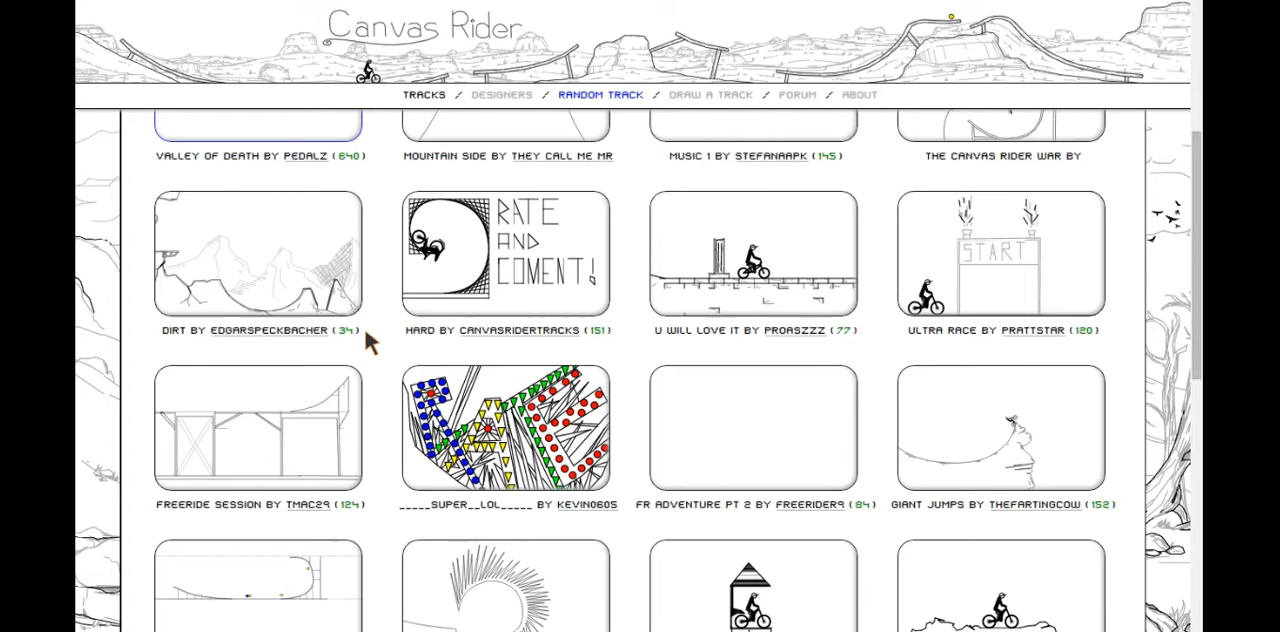 Canvas Rider
TRACKS / DESIGNERS / RANDOM TRACK / DRAW A TRACK / FORUM / ABOUT
VALLEY OF DEATH BY PEDALZ (640)
MOUNTAIN SIDE BY THEY CALL ME MR
MUSIC 1 BY STEFANAAPK (145)
THE CANVAS RIDER WAR BY
RATE
AND
COMENT!
START
DIRT BY EDGARSPECKBACHER (34)
HARD BY CANVASRIDERTRACKS (151)
U WILL LOVE IT BY PROASZZZ (77)
ULTRA RACE BY PRATTSTAR (120)
FREERIDE SESSION BY TMAC29 (124)
_____SUPER__LOL_____ BY KEVIN0605
FR ADVENTURE PT 2 BY FREERIDER9 (84)
GIANT JUMPS BY THEFARTINGCOW (152)